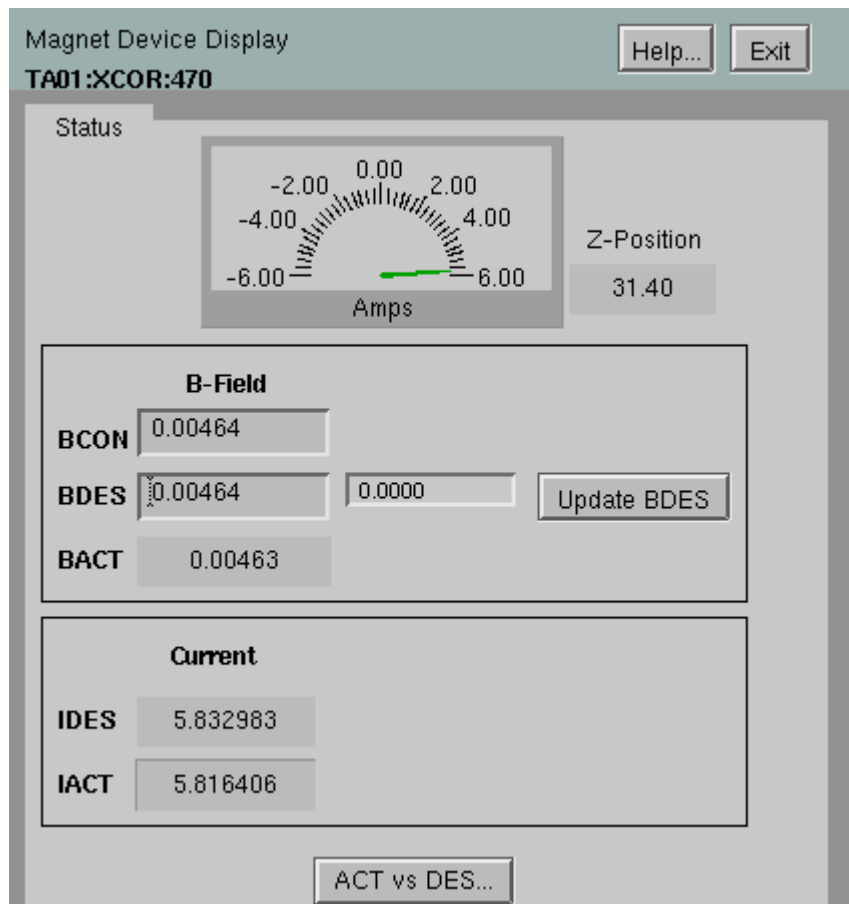 Magnet Device Display
Help...
Exit
TA01:XCOR:470
Status
0.00
-2.00
2.00
-4.00
4.00
-6.00
6.00
Amps
Z-Position
31.40
B-Field
BCON 0.00464
BDES 0.00464 0.0000 Update BDES
BACT 0.00463
Current
IDES 5.832983
IACT 5.816406
ACT vs DES...